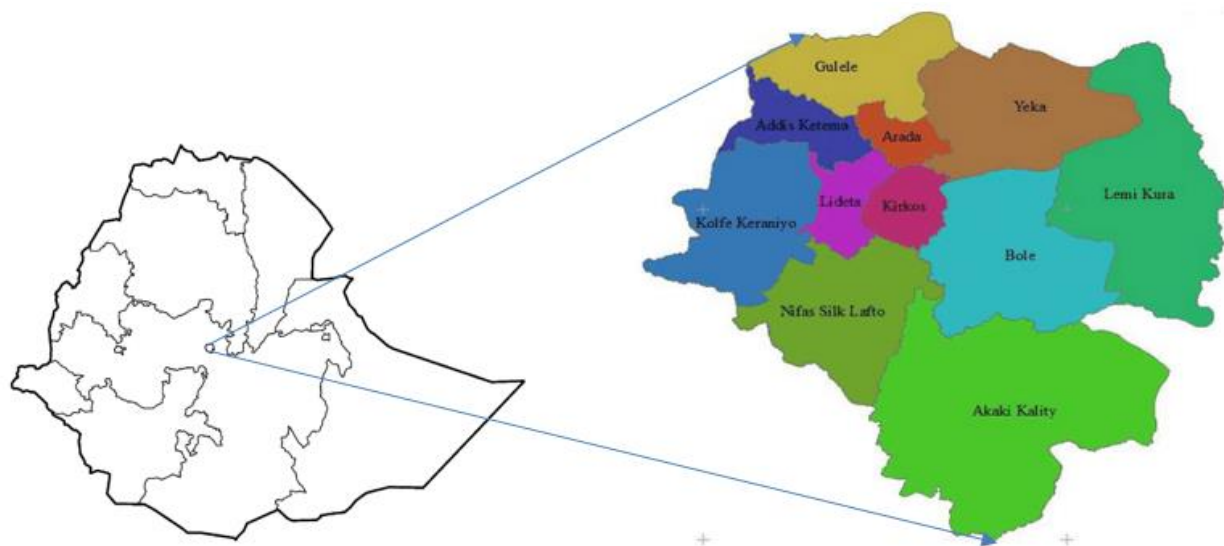 Gulele
Yeka
Addis Ketema
Arada
Lemi Kura
Lideta
Kirkos
Kolfe Keraniyo
Bole
Nifas Silk Lafto
Akaki Kality